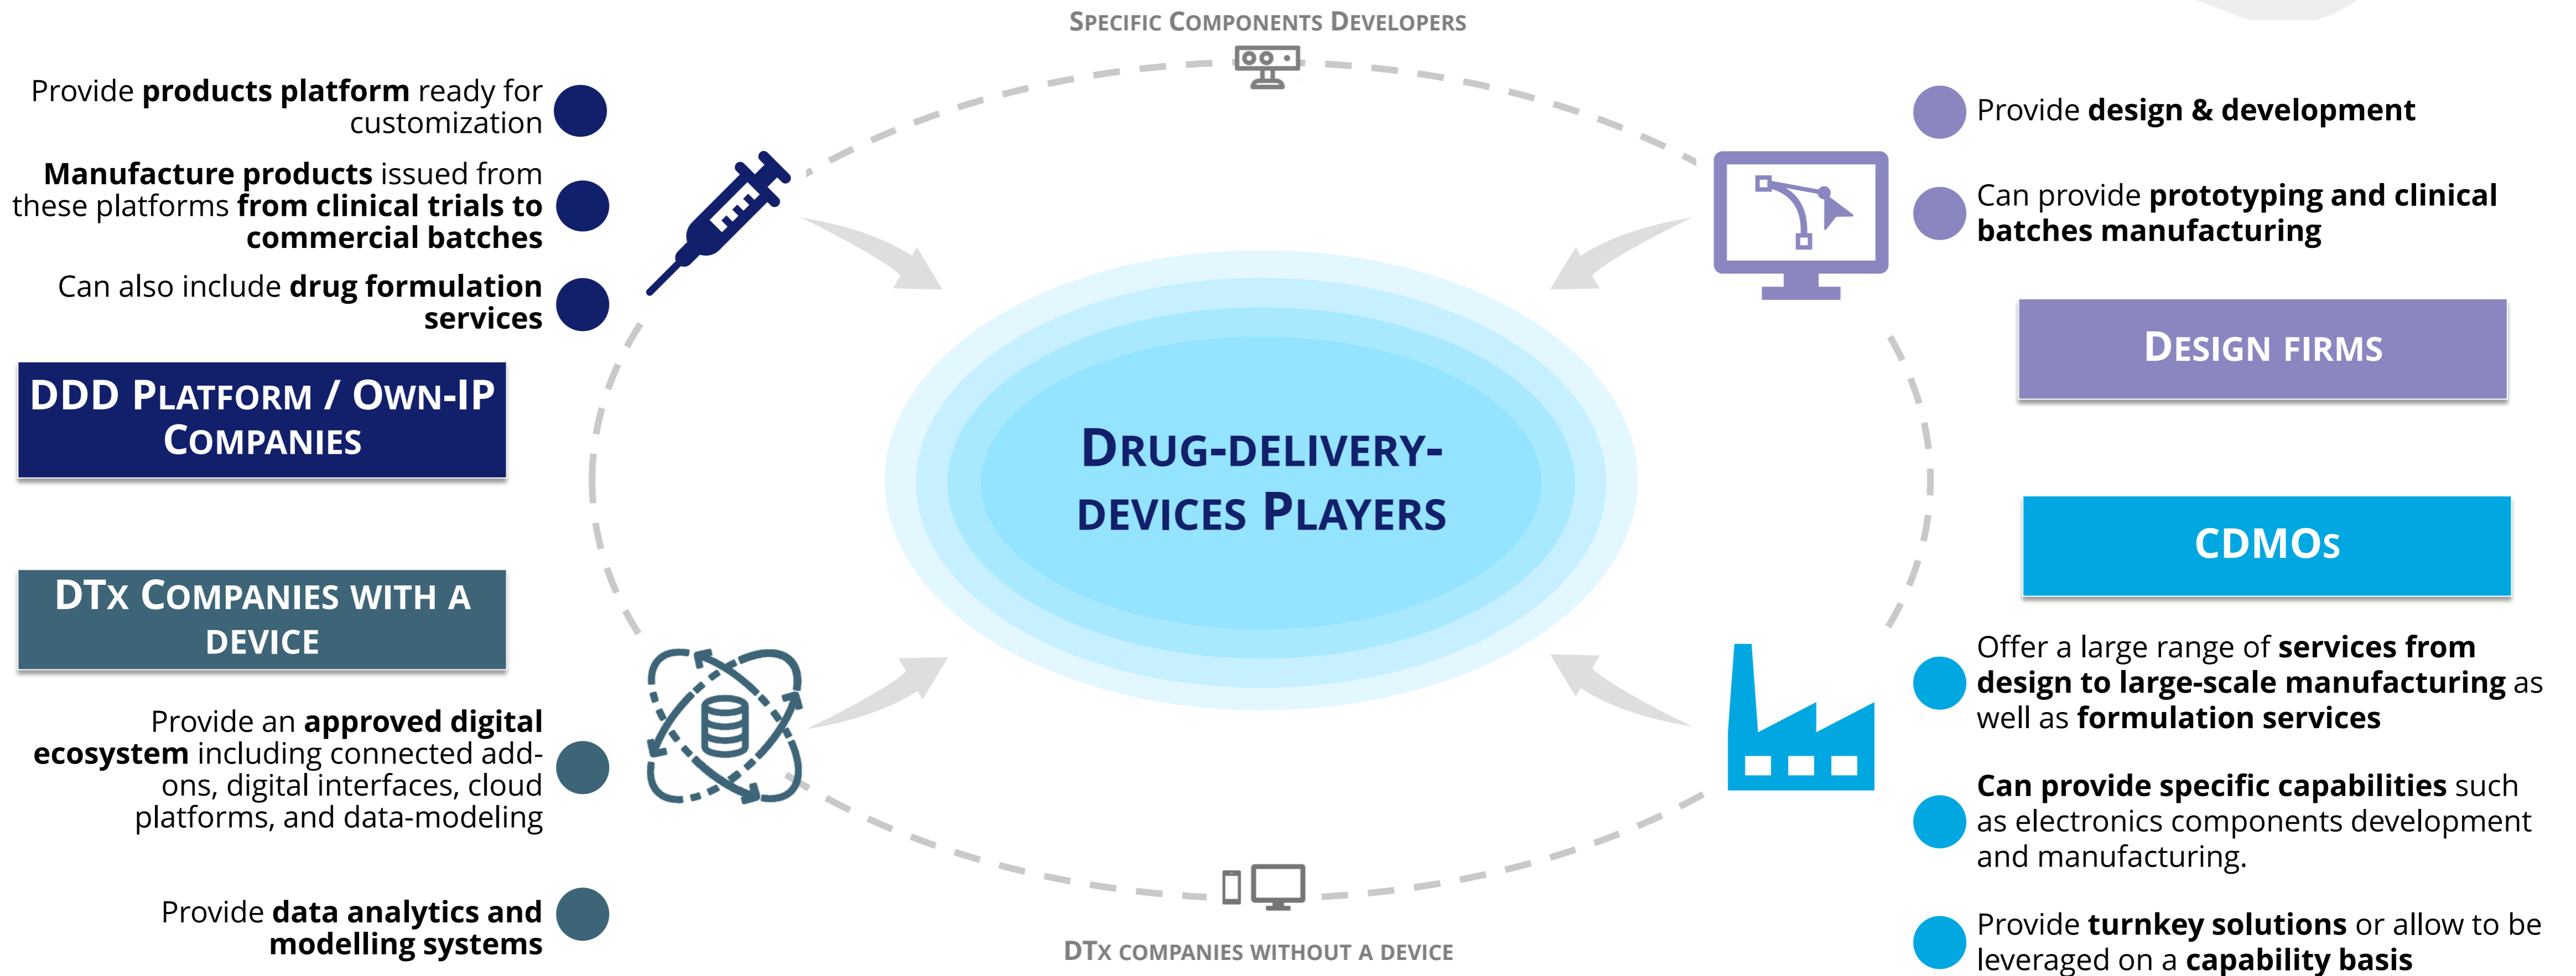 SPECIFIC COMPONENTS DEVELOPERS
Provide products platform ready for
customization
Manufacture products issued from
these platforms from clinical trials to
commercial batches
Can also include drug formulation
services
DDD PLATFORM / OWN-IP
COMPANIES
DTX COMPANIES WITH A
DEVICE
Provide an approved digital
ecosystem including connected add-
ons, digital interfaces, cloud
platforms, and data-modeling
Provide data analytics and
modelling systems
DRUG-DELIVERY-
DEVICES PLAYERS
Provide design & development
Can provide prototyping and clinical
batches manufacturing
DESIGN FIRMS
CDMOS
Offer a large range of services from
design to large-scale manufacturing as
well as formulation services
Can provide specific capabilities such
as electronics components development
and manufacturing.
Provide turnkey solutions or allow to be
leveraged on a capability basis
DTX COMPANIES WITHOUT A DEVICE